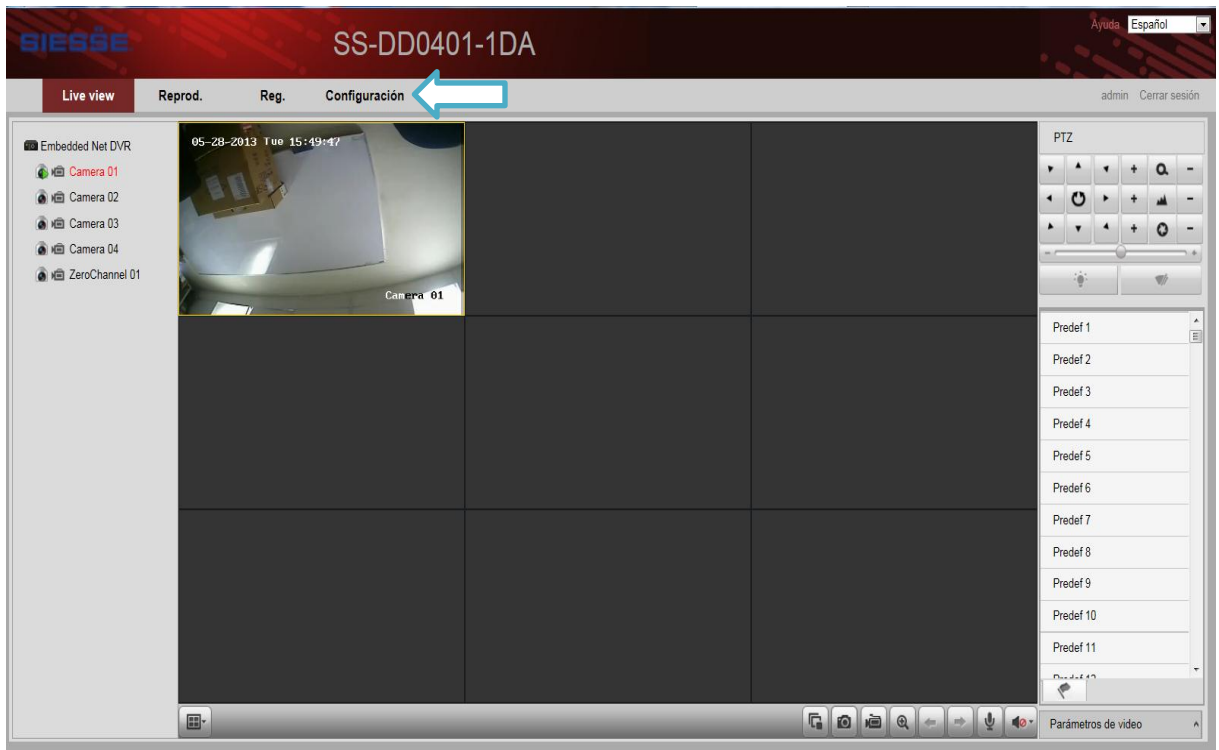 SIESSE
SS-DD0401-1DA
Ayuda Español
Live view Reprod. Reg. Configuración
admin Cerrar sesión
Embedded Net DVR
Camera 01
Camera 02
Camera 03
Camera 04
ZeroChannel 01
05-28-2013 Tue 15:49:47
Camera 01
PTZ
Predef 1
Predef 2
Predef 3
Predef 4
Predef 5
Predef 6
Predef 7
Predef 8
Predef 9
Predef 10
Predef 11
Predef 12
Parámetros de video